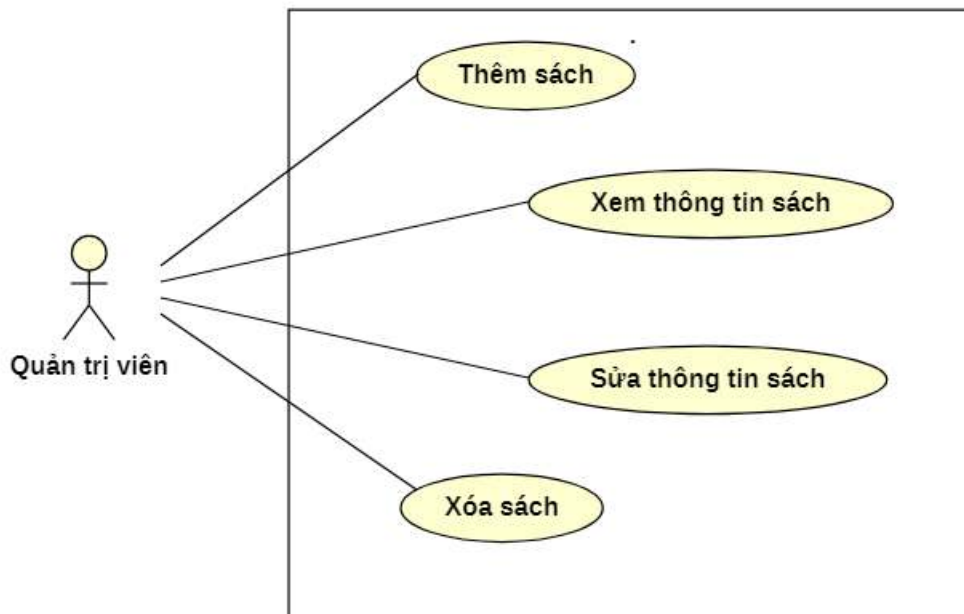 Thêm sách
Xem thông tin sách
Quản trị viên
Sửa thông tin sách
Xóa sách